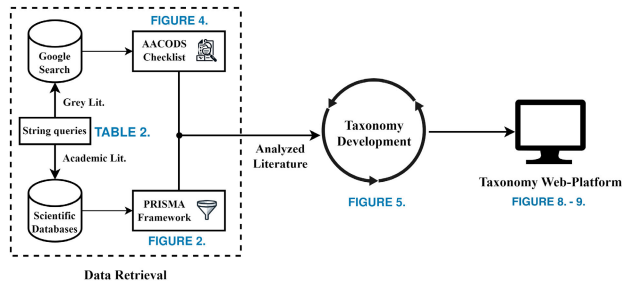 FIGURE 4.
Google
Search
AACODS
Checklist
Grey Lit.
String queries
TABLE 2.
Academic Lit.
Scientific
Databases
PRISMA
Framework
FIGURE 2.
Data Retrieval
Analyzed
Literature
Taxonomy
Development
FIGURE 5.
Taxonomy Web-Platform
FIGURE 8. - 9.